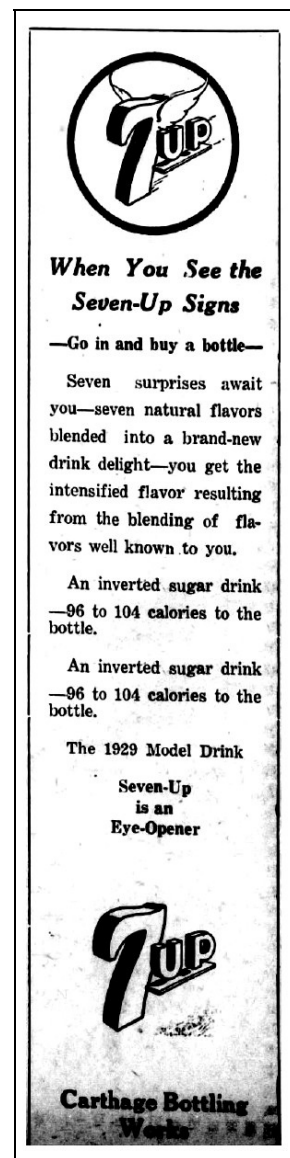 7UP
When You See the
Seven-Up Signs
—Go in and buy a bottle—
Seven surprises await
you—seven natural flavors
blended into a brand-new
drink delight—you get the
intensified flavor resulting
from the blending of fla-
vors well known to you.
An inverted sugar drink
—96 to 104 calories to the
bottle.
An inverted sugar drink
—96 to 104 calories to the
bottle.
The 1929 Model Drink
Seven-Up
is an
Eye-Opener
7UP
Carthage Bottling
Works